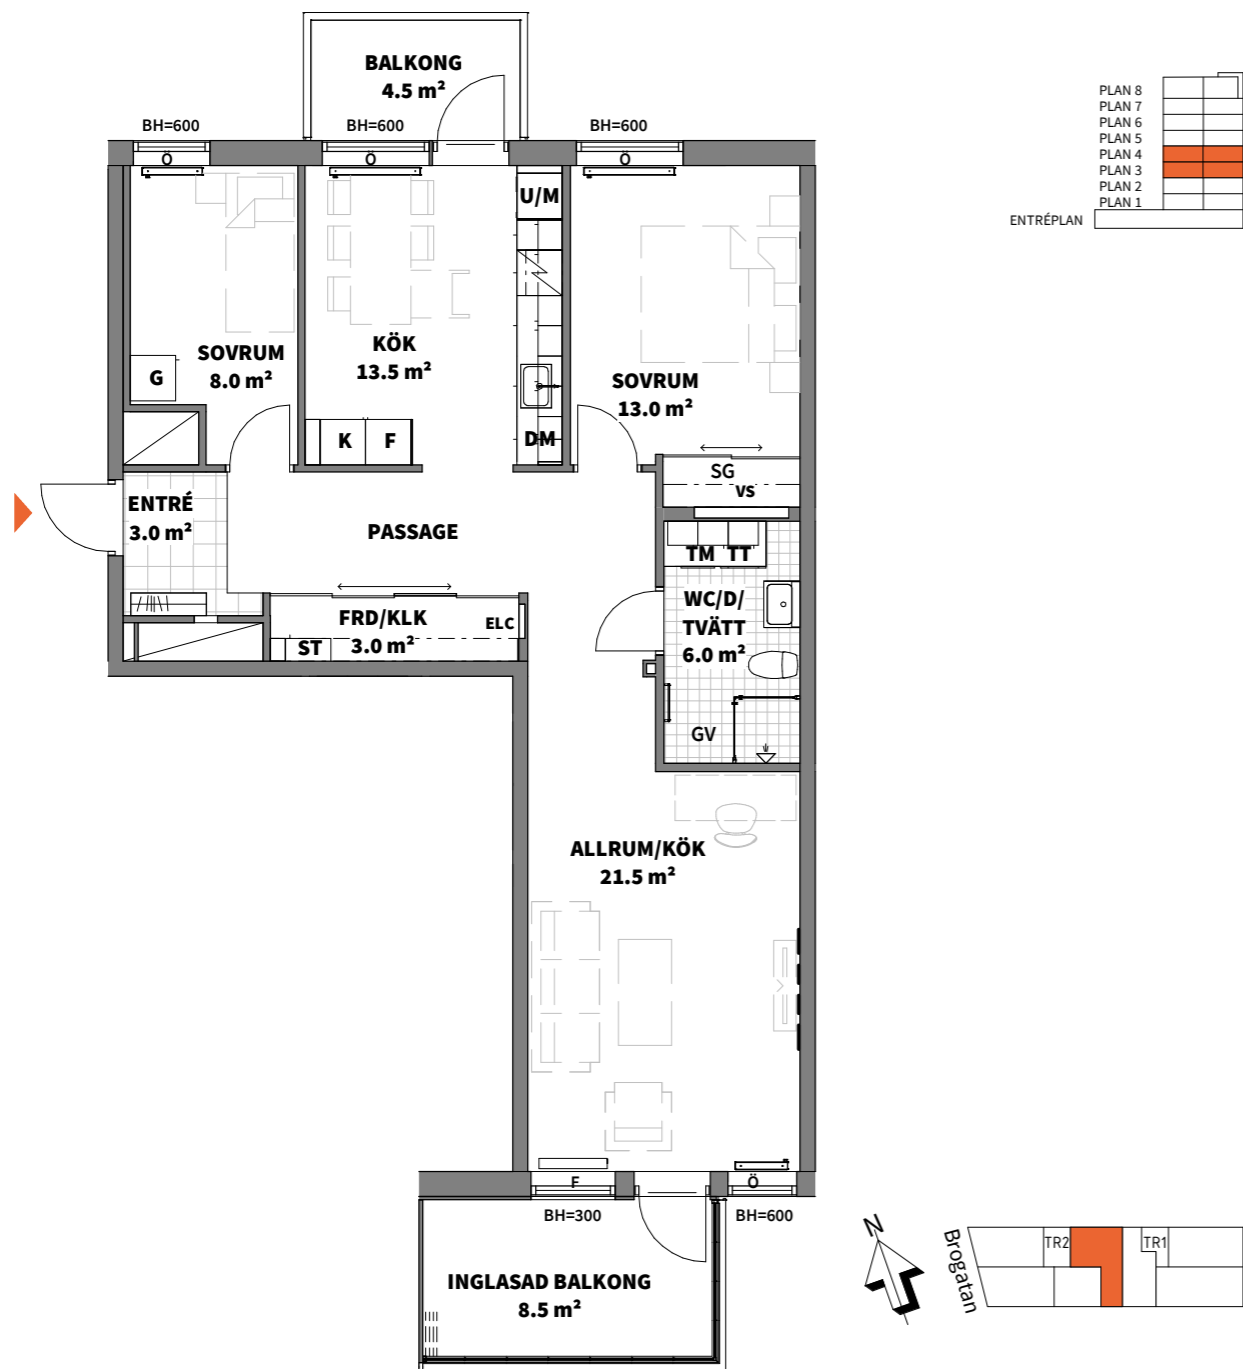 BALKONG
4.5 m²
BH=600
BH=600
BH=600
Ö
Ö
Ö
U/M
SOVRUM
8.0 m²
G
KÖK
13.5 m²
K
F
DM
SOVRUM
13.0 m²
SG
VS
ENTRÉ
3.0 m²
PASSAGE
TM TT
WC/D/
TVÄTT
6.0 m²
GV
FRD/KLK
3.0 m²
ST
ELC
ALLRUM/KÖK
21.5 m²
F
Ö
BH=300
BH=600
INGLASAD BALKONG
8.5 m²
PLAN 8
PLAN 7
PLAN 6
PLAN 5
PLAN 4
PLAN 3
PLAN 2
PLAN 1
ENTRÉPLAN
N
Brogatan
TR2
TR1